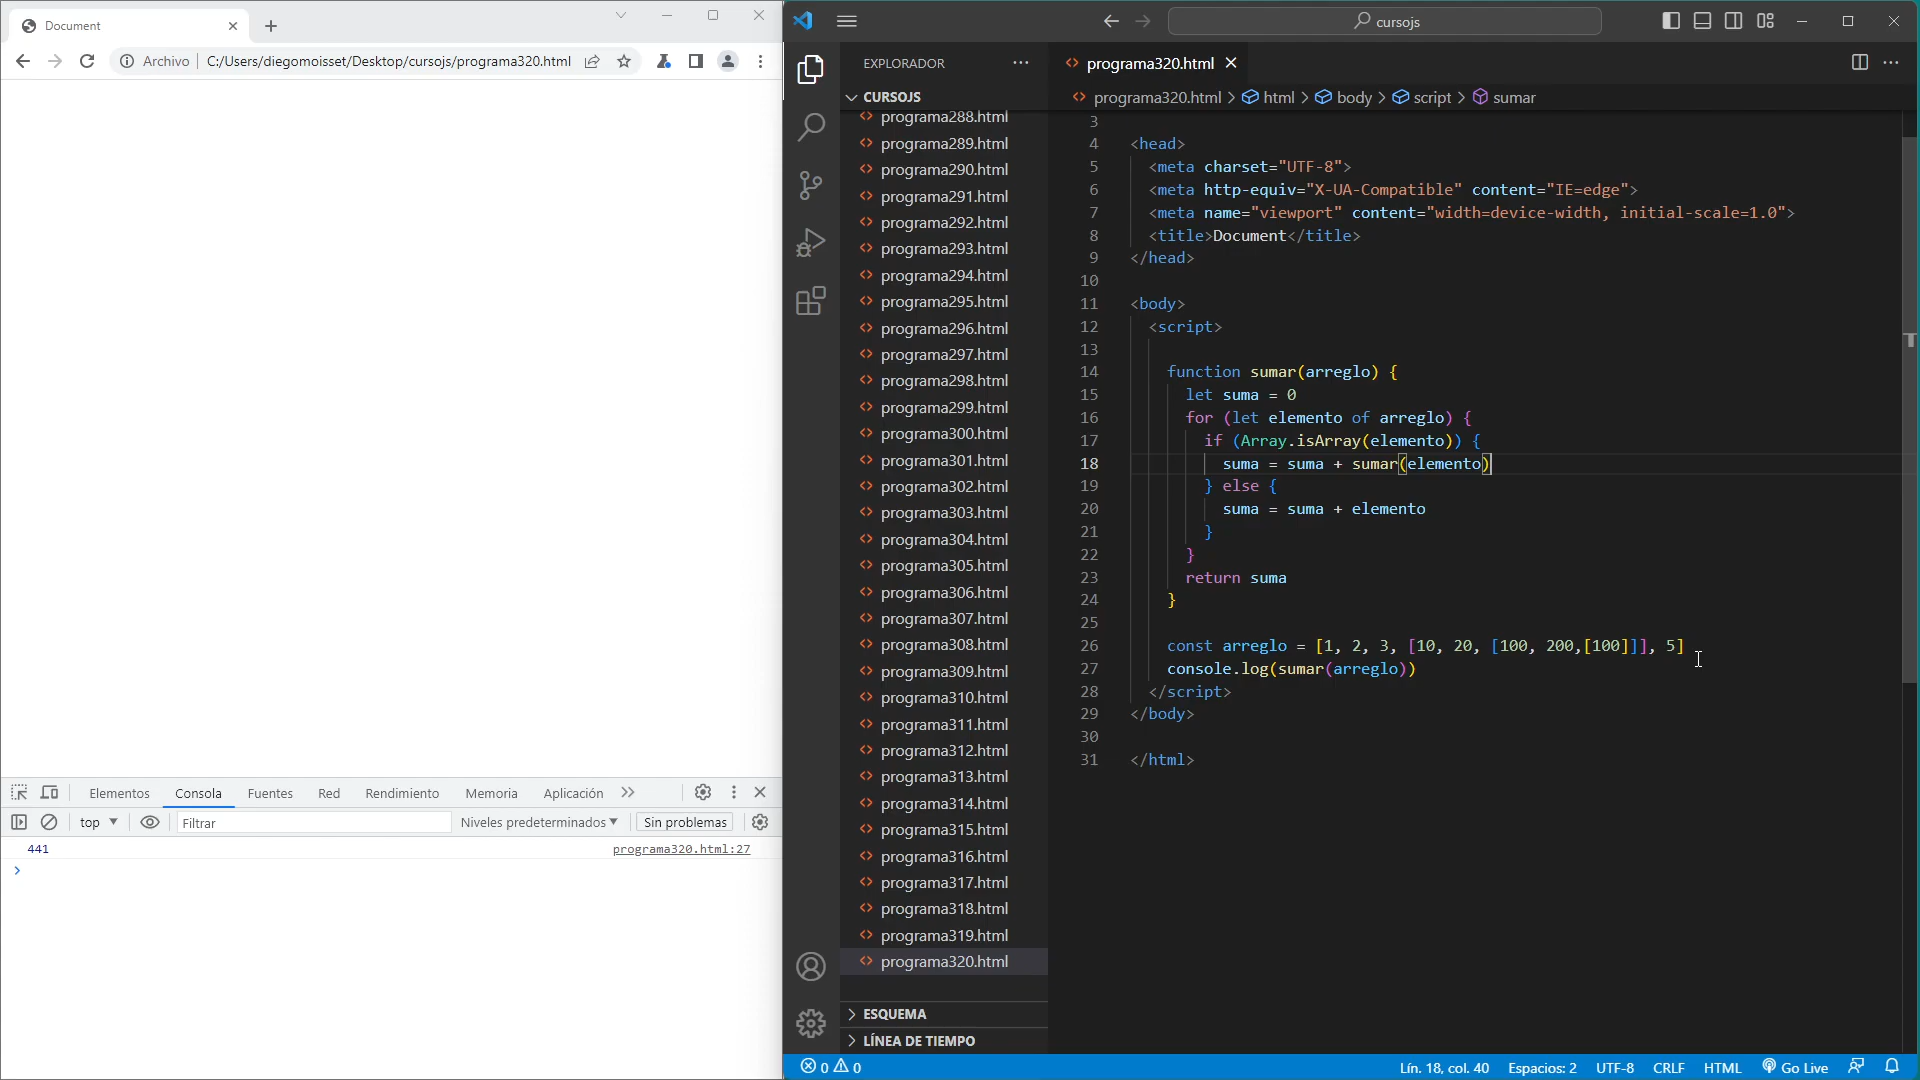 Document
Archivo
C:/Users/diegomoisset/Desktop/cursojs/programa320.html
Elementos
Consola
Fuentes
Red
Rendimiento
Memoria
Aplicación
top
Filtrar
Niveles predeterminados
Sin problemas
441
programa320.html:27
cursojs
EXPLORADOR
CURSOJS
programa288.html
programa289.html
programa290.html
programa291.html
programa292.html
programa293.html
programa294.html
programa295.html
programa296.html
programa297.html
programa298.html
programa299.html
programa300.html
programa301.html
programa302.html
programa303.html
programa304.html
programa305.html
programa306.html
programa307.html
programa308.html
programa309.html
programa310.html
programa311.html
programa312.html
programa313.html
programa314.html
programa315.html
programa316.html
programa317.html
programa318.html
programa319.html
programa320.html
ESQUEMA
LÍNEA DE TIEMPO
programa320.html
programa320.html > html > body > script > sumar
3
4 <head>
5 <meta charset="UTF-8">
6 <meta http-equiv="X-UA-Compatible" content="IE=edge">
7 <meta name="viewport" content="width=device-width, initial-scale=1.0">
8 <title>Document</title>
9 </head>
10
11 <body>
12 <script>
13
14 function sumar(arreglo) {
15 let suma = 0
16 for (let elemento of arreglo) {
17 if (Array.isArray(elemento)) {
18 suma = suma + sumar(elemento)
19 } else {
20 suma = suma + elemento
21 }
22 }
23 return suma
24 }
25
26 const arreglo = [1, 2, 3, [10, 20, [100, 200,[100]]], 5]
27 console.log(sumar(arreglo))
28 </script>
29 </body>
30
31 </html>
0 0
Lín. 18, col. 40
Espacios: 2
UTF-8
CRLF
HTML
Go Live